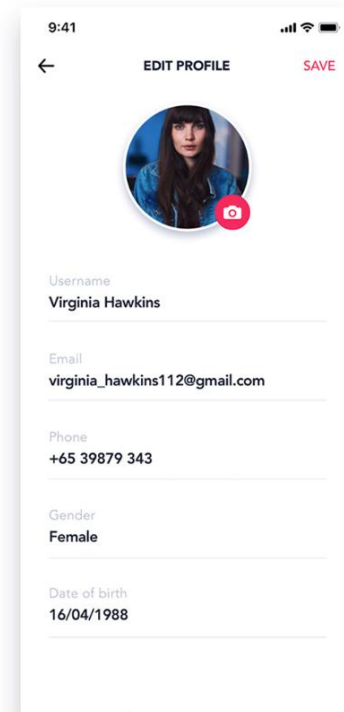 9:41
EDIT PROFILE SAVE
Username
Virginia Hawkins
Email
virginia_hawkins112@gmail.com
Phone
+65 39879 343
Gender
Female
Date of birth
16/04/1988